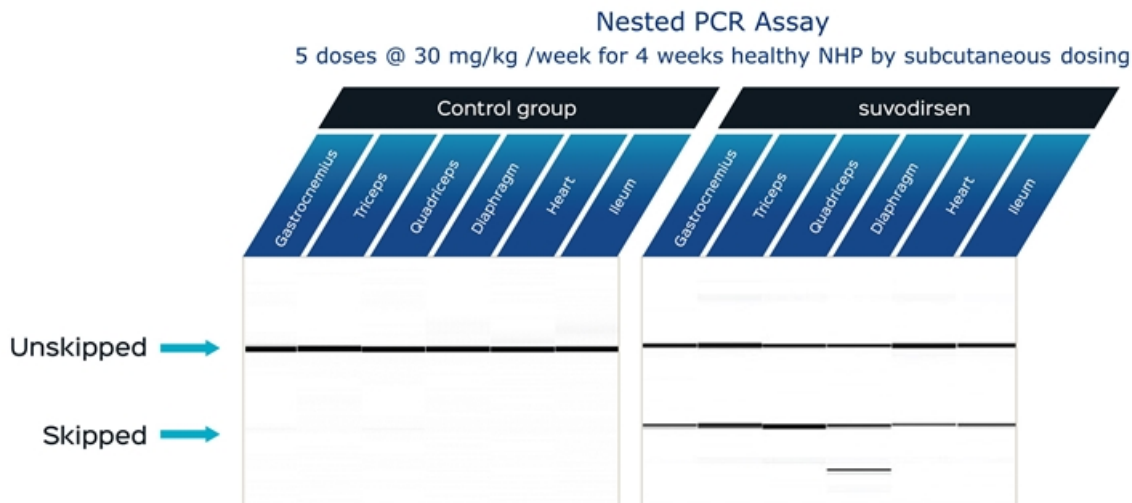 Nested PCR Assay
5 doses @ 30 mg/kg /week for 4 weeks healthy NHP by subcutaneous dosing
Control group
suvodirsen
Gastrocnemius
Triceps
Quadriceps
Diaphragm
Heart
Ileum
Gastrocnemius
Triceps
Quadriceps
Diaphragm
Heart
Ileum
Unskipped
Skipped